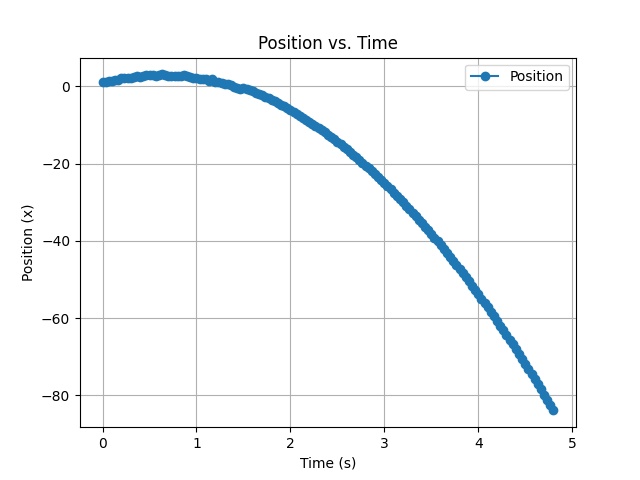 Position vs. Time
Position
0
−20
−40
−60
−80
Position (x)
0 1 2 3 4 5
Time (s)